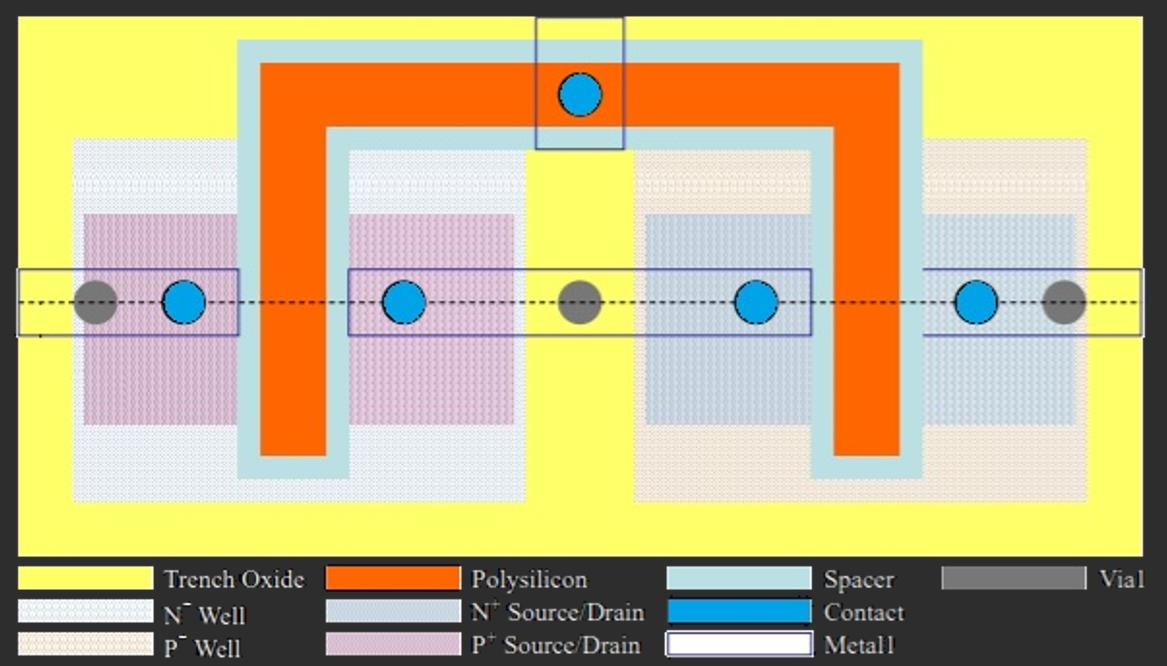 Trench Oxide Polysilicon Spacer Via1
N⁻ Well N⁺ Source/Drain Contact
P⁻ Well P⁺ Source/Drain Metal1